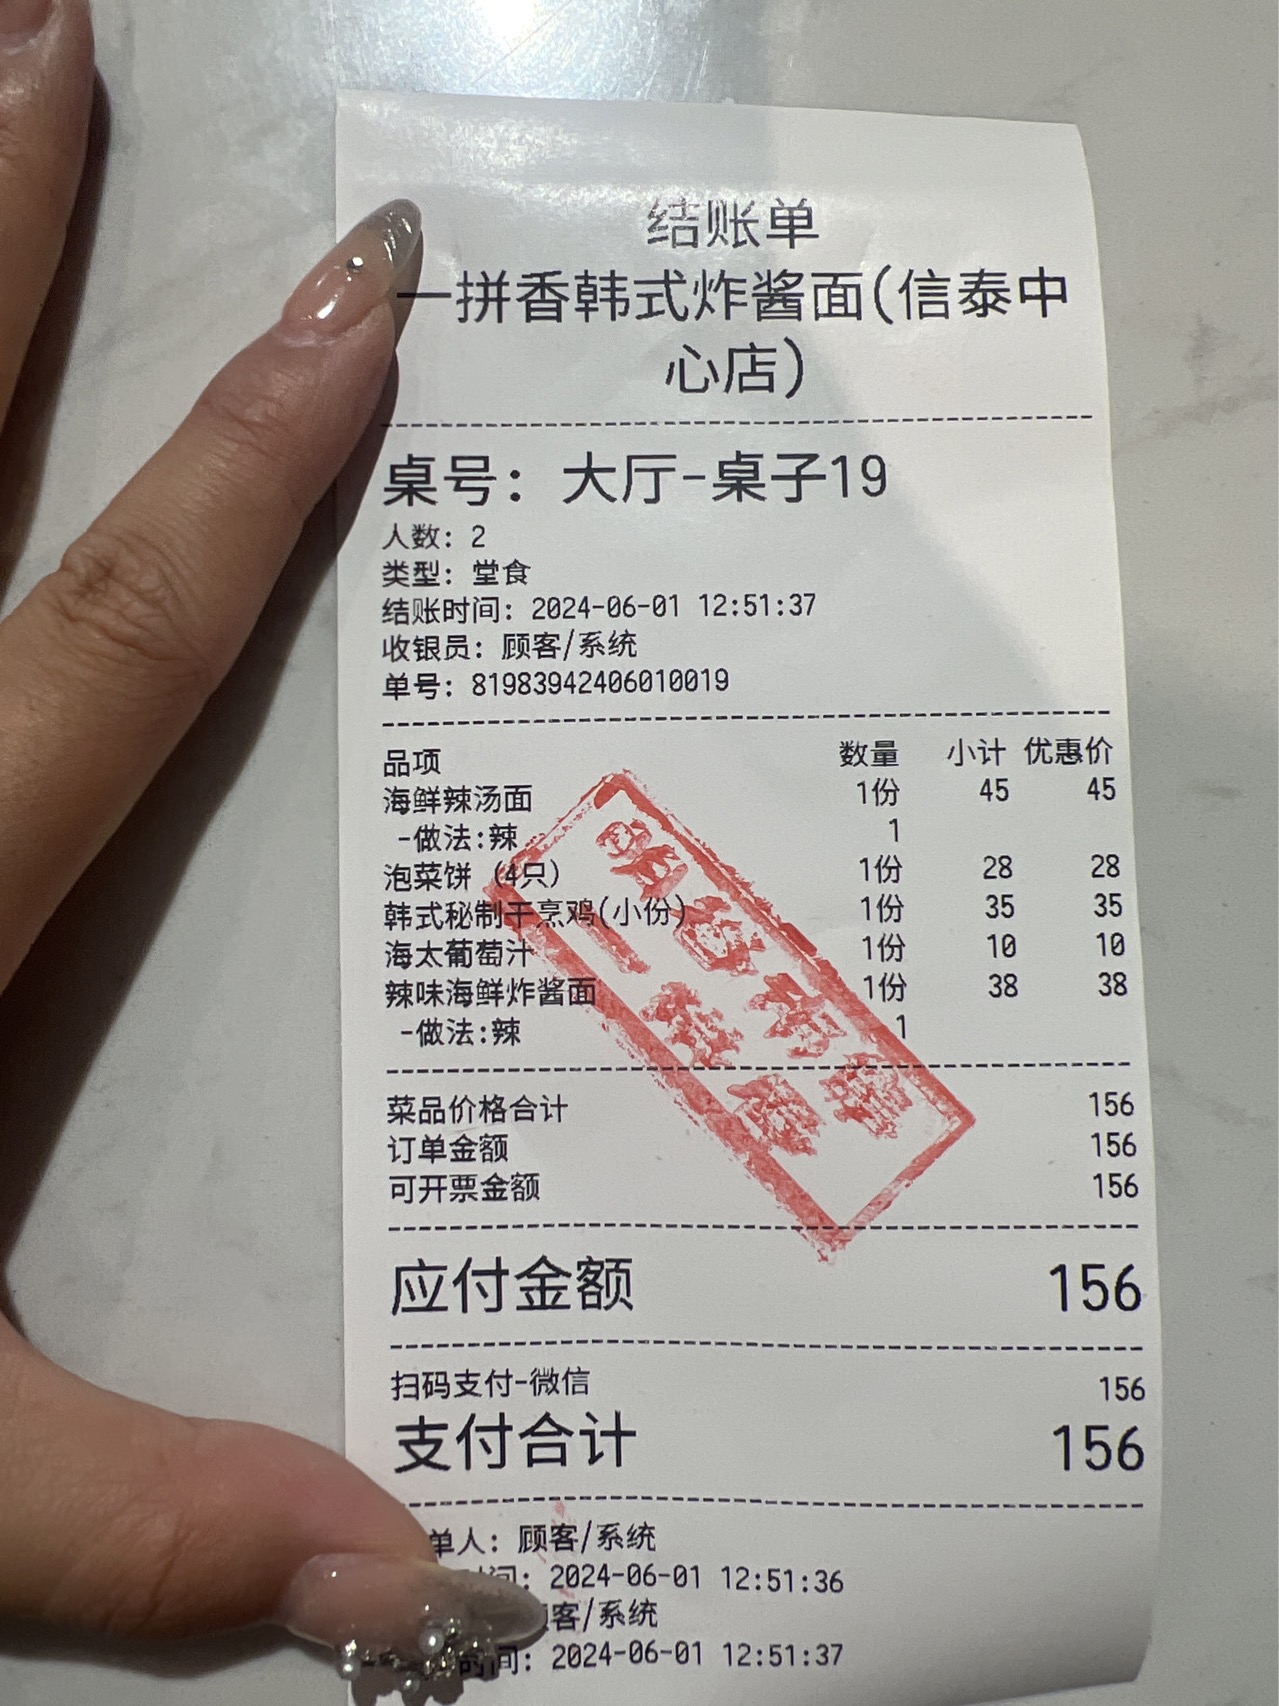 结账单
一拼香韩式炸酱面(信泰中
心店)
桌号: 大厅-桌子19
人数: 2
类型: 堂食
结账时间: 2024-06-01 12:51:37
收银员: 顾客/系统
单号: 81983942406010019
品项 数量 小计 优惠价
海鲜辣汤面 1份 45 45
-做法:辣 1
泡菜饼 (4只) 1份 28 28
韩式秘制干烹鸡(小份) 1份 35 35
海太葡萄汁 1份 10 10
辣味海鲜炸酱面 1份 38 38
-做法:辣 1
菜品价格合计 156
订单金额 156
可开票金额 156
应付金额 156
扫码支付-微信 156
支付合计 156
单人: 顾客/系统
时间: 2024-06-01 12:51:36
客/系统
时间: 2024-06-01 12:51:37